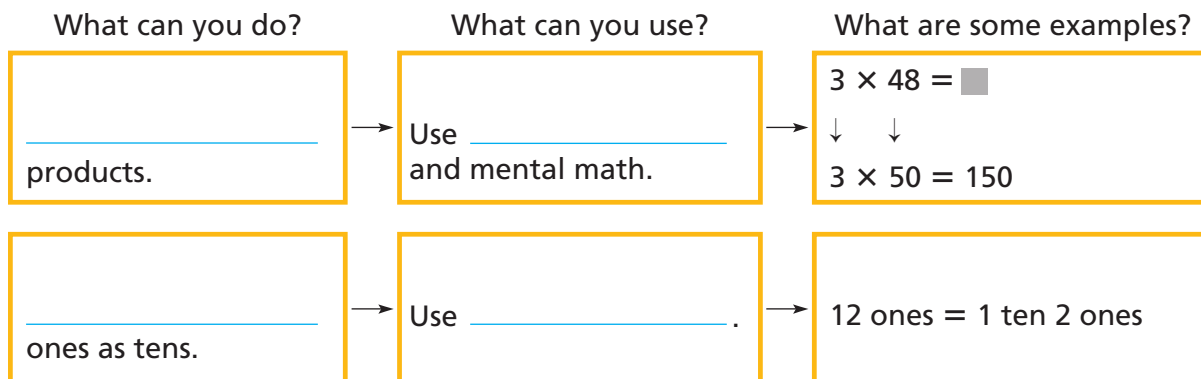 What can you do?
What can you use?
What are some examples?
products.
Use
and mental math.
3 × 48 =
↓ ↓
3 × 50 = 150
ones as tens.
Use .
12 ones = 1 ten 2 ones